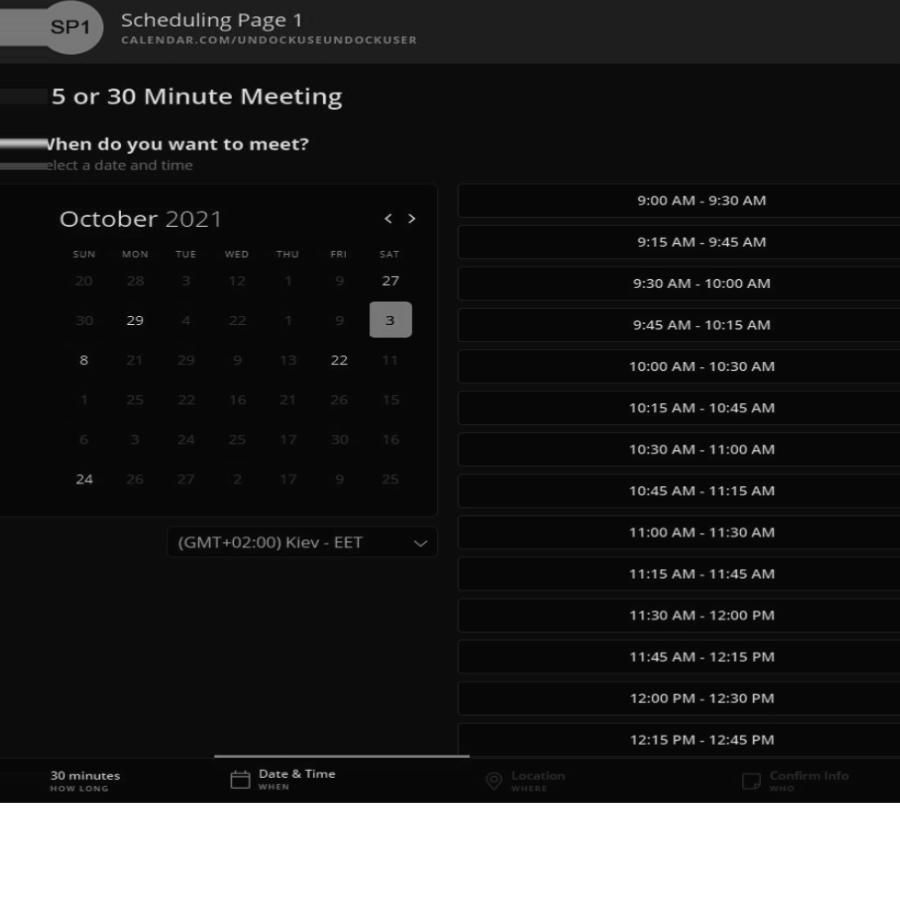 SP1
Scheduling Page 1
CALENDAR.COM/UNDOCKUSEUNDOCKUSER
5 or 30 Minute Meeting
When do you want to meet?
elect a date and time
October 2021
< >
SUN MON TUE WED THU FRI SAT
20 28 3 12 1 9 27
30 29 4 22 1 9 3
8 21 29 9 13 22 11
1 25 22 16 21 26 15
6 3 24 25 17 30 16
24 26 27 2 17 9 25
(GMT+02:00) Kiev - EET
9:00 AM - 9:30 AM
9:15 AM - 9:45 AM
9:30 AM - 10:00 AM
9:45 AM - 10:15 AM
10:00 AM - 10:30 AM
10:15 AM - 10:45 AM
10:30 AM - 11:00 AM
10:45 AM - 11:15 AM
11:00 AM - 11:30 AM
11:15 AM - 11:45 AM
11:30 AM - 12:00 PM
11:45 AM - 12:15 PM
12:00 PM - 12:30 PM
12:15 PM - 12:45 PM
30 minutes
HOW LONG
Date & Time
WHEN
Location
WHERE
Confirm Info
WHO